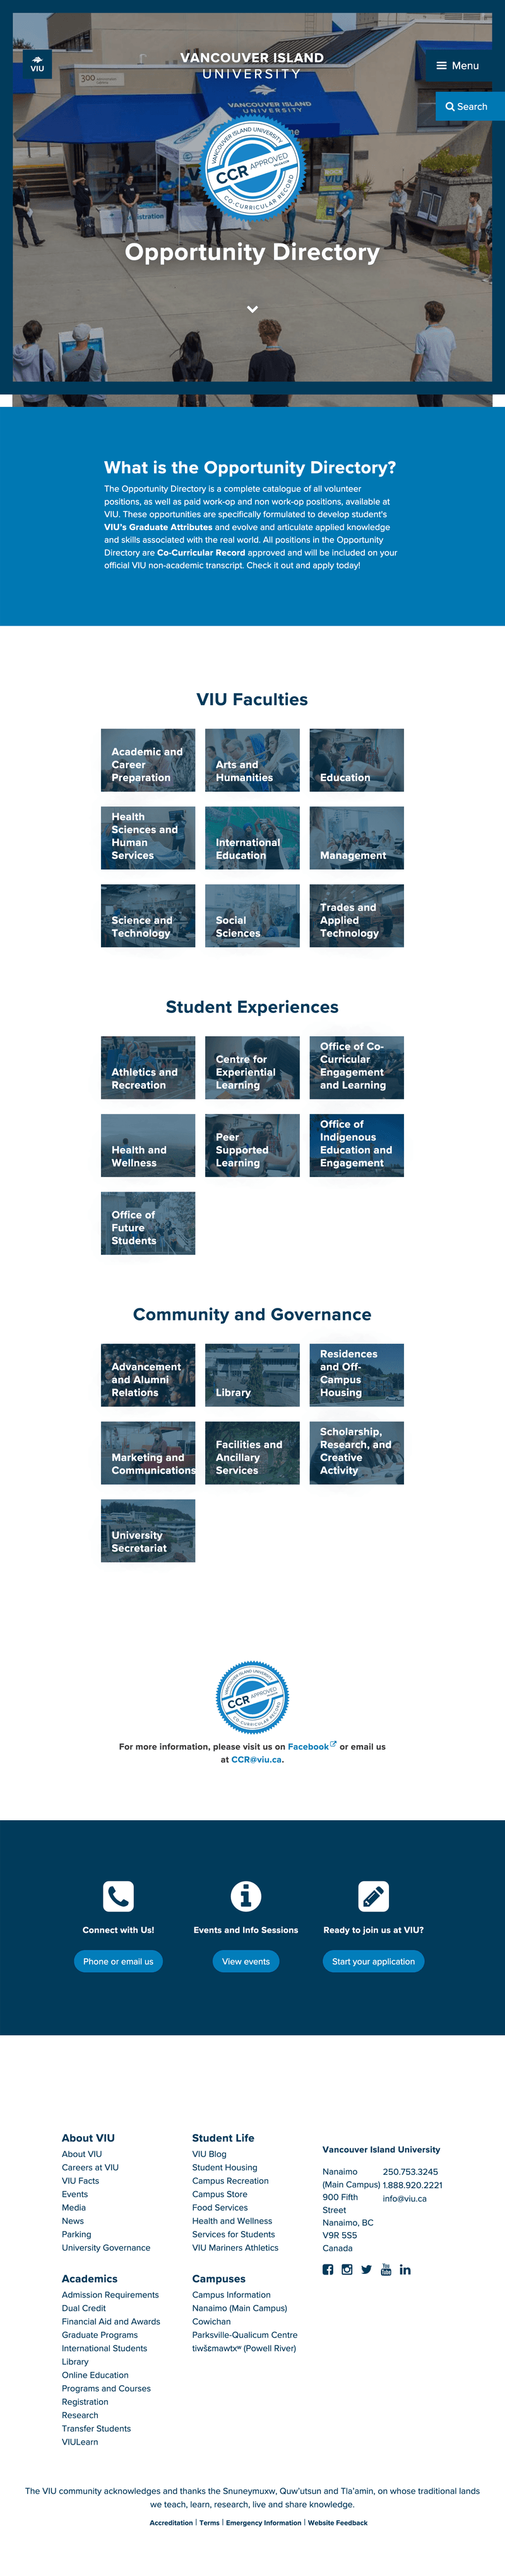 VIU
VANCOUVER ISLAND
UNIVERSITY
Menu
Search
300
VANCOUVER ISLAND
UNIVERSITY
VIU
VANCOUVER ISLAND UNIVERSITY
CCR APPROVED
CO-CURRICULAR RECORD
Opportunity Directory
What is the Opportunity Directory?
The Opportunity Directory is a complete catalogue of all volunteer
positions, as well as paid work-op and non work-op positions, available at
VIU. These opportunities are specifically formulated to develop student's
VIU's Graduate Attributes and evolve and articulate applied knowledge
and skills associated with the real world. All positions in the Opportunity
Directory are Co-Curricular Record approved and will be included on your
official VIU non-academic transcript. Check it out and apply today!
VIU Faculties
Academic and
Career
Preparation
Arts and
Humanities
Education
Health
Sciences and
Human
Services
International
Education
Management
Science and
Technology
Social
Sciences
Trades and
Applied
Technology
Student Experiences
Athletics and
Recreation
Centre for
Experiential
Learning
Office of Co-
Curricular
Engagement
and Learning
Health and
Wellness
Peer
Supported
Learning
Office of
Indigenous
Education and
Engagement
Office of
Future
Students
Community and Governance
Advancement
and Alumni
Relations
Library
Residences
and Off-
Campus
Housing
Marketing and
Communications
Facilities and
Ancillary
Services
Scholarship,
Research, and
Creative
Activity
University
Secretariat
VANCOUVER ISLAND UNIVERSITY
CCR APPROVED
CO-CURRICULAR RECORD
For more information, please visit us on Facebook or email us
at CCR@viu.ca.
Connect with Us!
Phone or email us
Events and Info Sessions
View events
Ready to join us at VIU?
Start your application
About VIU
About VIU
Careers at VIU
VIU Facts
Events
Media
News
Parking
University Governance
Academics
Admission Requirements
Dual Credit
Financial Aid and Awards
Graduate Programs
International Students
Library
Online Education
Programs and Courses
Registration
Research
Transfer Students
VIULearn
Student Life
VIU Blog
Student Housing
Campus Recreation
Campus Store
Food Services
Health and Wellness
Services for Students
VIU Mariners Athletics
Campuses
Campus Information
Nanaimo (Main Campus)
Cowichan
Parksville-Qualicum Centre
tiwšɛmawtxʷ (Powell River)
Vancouver Island University
Nanaimo
(Main Campus)
900 Fifth
Street
Nanaimo, BC
V9R 5S5
Canada
250.753.3245
1.888.920.2221
info@viu.ca
The VIU community acknowledges and thanks the Snuneymuxw, Quw'utsun and Tla'amin, on whose traditional lands
we teach, learn, research, live and share knowledge.
Accreditation | Terms | Emergency Information | Website Feedback